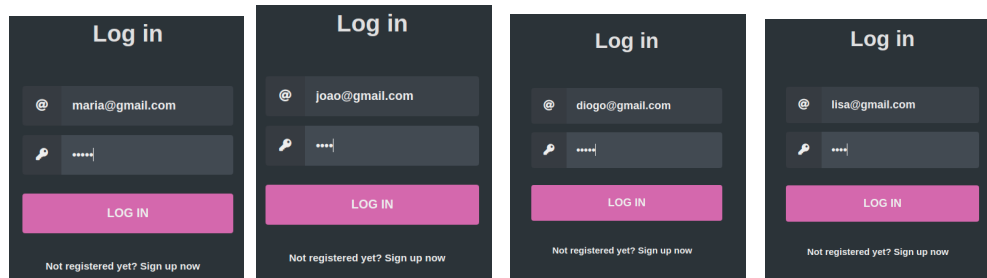 Log in
@ maria@gmail.com
•••••
LOG IN
Not registered yet? Sign up now
Log in
@ joao@gmail.com
••••
LOG IN
Not registered yet? Sign up now
Log in
@ diogo@gmail.com
•••••
LOG IN
Not registered yet? Sign up now
Log in
@ lisa@gmail.com
••••
LOG IN
Not registered yet? Sign up now